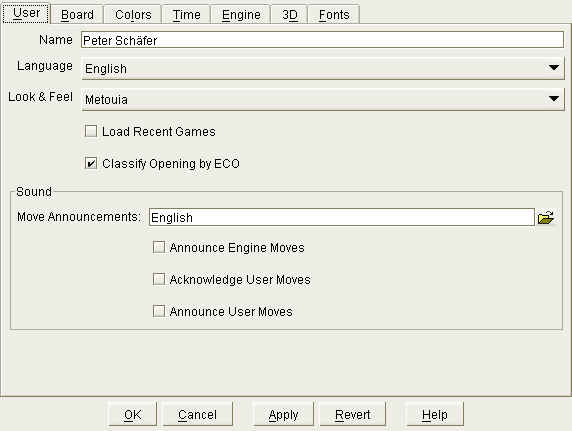 User Board Colors Time Engine 3D Fonts
Name Peter Schäfer
Language English
Look & Feel Metouia
Load Recent Games
Classify Opening by ECO
Sound
Move Announcements: English
Announce Engine Moves
Acknowledge User Moves
Announce User Moves
OK Cancel Apply Revert Help